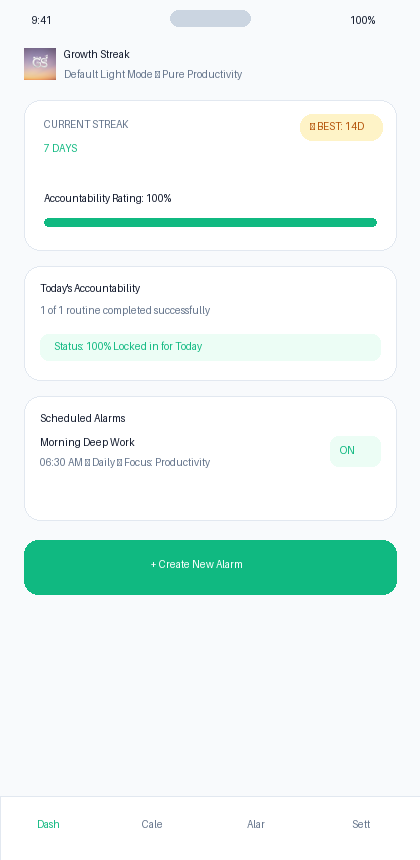 9:41
100%
Growth Streak
Default Light Mode ▯ Pure Productivity
CURRENT STREAK
▯ BEST: 14D
7 DAYS
Accountability Rating: 100%
Today's Accountability
1 of 1 routine completed successfully
Status: 100% Locked in for Today
Scheduled Alarms
Morning Deep Work
06:30 AM ▯ Daily ▯ Focus: Productivity
ON
+ Create New Alarm
Dash
Cale
Alar
Sett